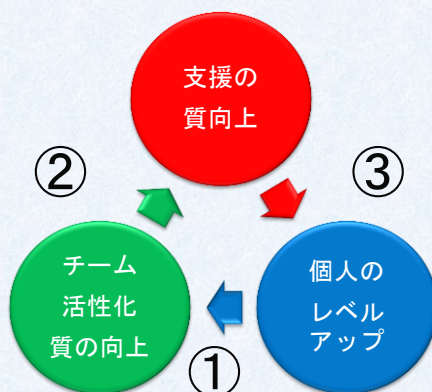 支援の
質向上
②
③
チーム
活性化
質の向上
個人の
レベル
アップ
①